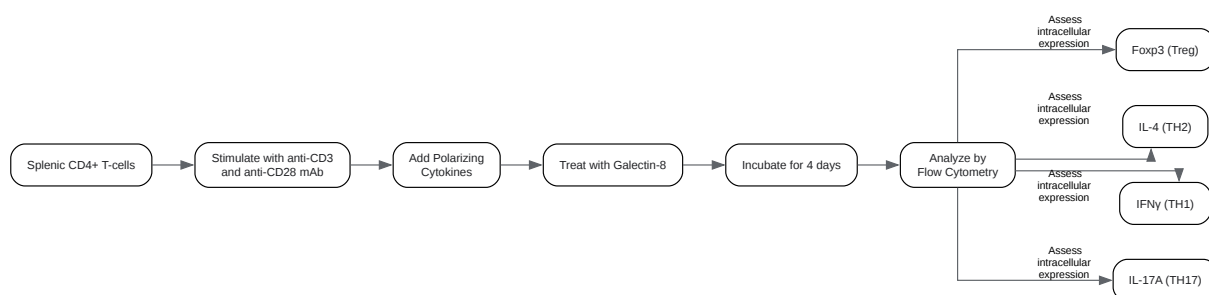 Splenic CD4+ T-cells
Stimulate with anti-CD3
and anti-CD28 mAb
Add Polarizing
Cytokines
Treat with Galectin-8
Incubate for 4 days
Analyze by
Flow Cytometry
Assess
intracellular
expression
Foxp3 (Treg)
Assess
intracellular
expression
IL-4 (TH2)
Assess
intracellular
expression
IFNγ (TH1)
Assess
intracellular
expression
IL-17A (TH17)